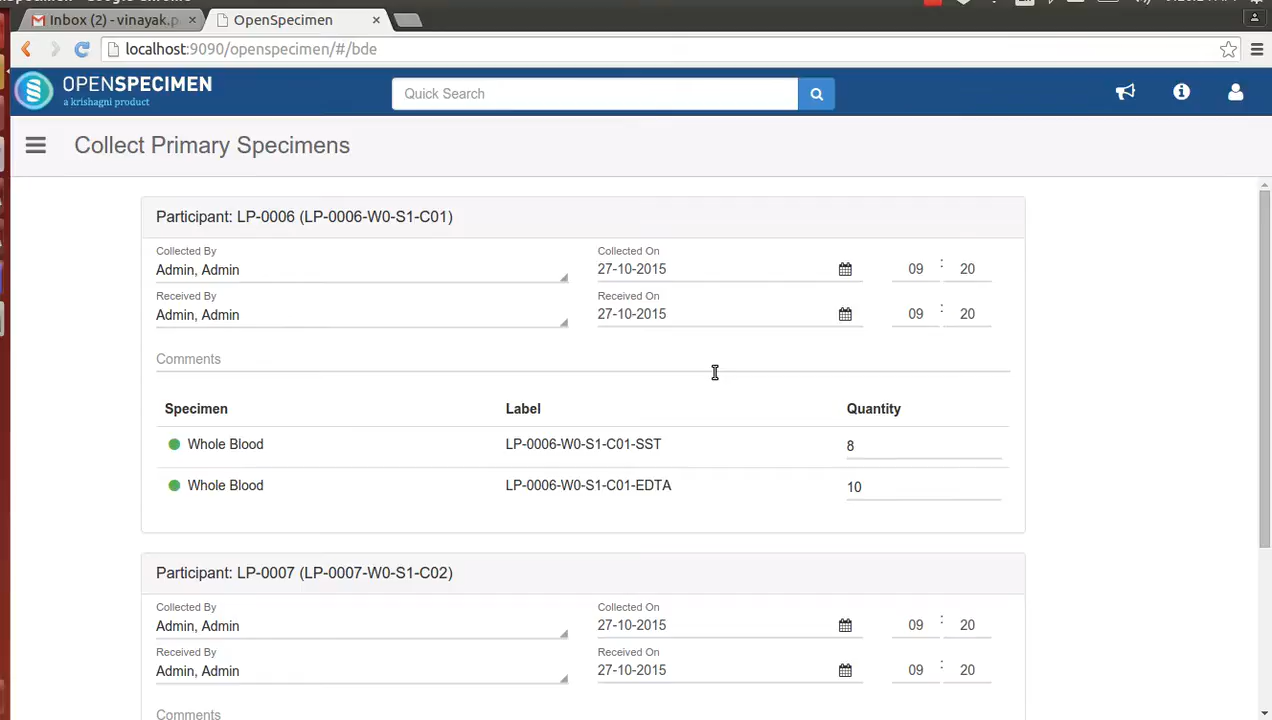 Inbox (2) - vinayak.p
OpenSpecimen
localhost:9090/openspecimen/#/bde
OPENSPECIMEN
a krishagni product
Quick Search
Collect Primary Specimens
Participant: LP-0006 (LP-0006-W0-S1-C01)
Collected By
Admin, Admin
Collected On
27-10-2015
09 : 20
Received By
Admin, Admin
Received On
27-10-2015
09 : 20
Comments
Specimen Label Quantity
Whole Blood LP-0006-W0-S1-C01-SST 8
Whole Blood LP-0006-W0-S1-C01-EDTA 10
Participant: LP-0007 (LP-0007-W0-S1-C02)
Collected By
Admin, Admin
Collected On
27-10-2015
09 : 20
Received By
Admin, Admin
Received On
27-10-2015
09 : 20
Comments